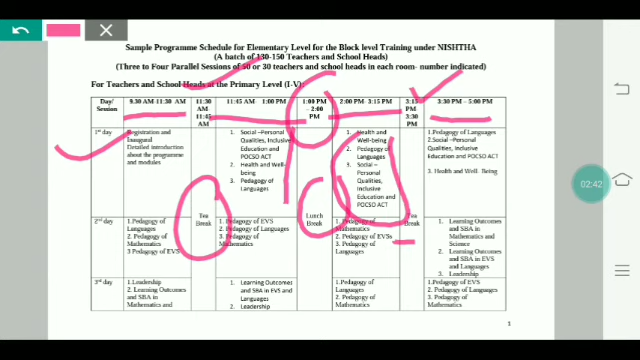 Sample Programme Schedule for Elementary Level for the Block level Training under NISHTHA
(A batch of 130-150 Teachers and School Heads)
(Three to Four Parallel Sessions of 50 or 30 teachers and school heads in each room- number indicated)
For Teachers and School Heads at the Primary Level (I-V):
Day/
Session
9.30 AM-11:30 AM
11:30
AM
11:45
AM
11:45 AM - 1:00 PM
1:00 PM
- 2:00
PM
2:00 PM- 3:15 PM
3:15
PM
3:30
PM
3:30 PM – 5:00 PM
1st day
Registration and
Inaugural
Detailed introduction
about the programme
and modules
Tea
Break
1. Social –Personal
Qualities, Inclusive
Education and
POCSO ACT
2. Health and Well-
being
3. Pedagogy of
Languages
Lunch
Break
1. Health and
Well-being
2. Pedagogy of
Languages
3. Social –
Personal
Qualities,
Inclusive
Education and
POCSO ACT
Tea
Break
1.Pedagogy of Languages
2.Social –Personal
Qualities, Inclusive
Education and POCSO ACT
3. Health and Well- Being
2nd day
1.Pedagogy of
Languages
2. Pedagogy of
Mathematics
3.Pedagogy of EVS
1. Pedagogy of EVS
2. Pedagogy of Languages
3. Pedagogy of
Mathematics
1. Pedagogy of
Mathematics
2. Pedagogy of EVSs
3. Pedagogy of
Languages
1. Learning Outcomes
and SBA in
Mathematics and
Science
2. Learning Outcomes
and SBA in EVS
and Languages
3. Leadership
3rd day
1.Leadership
2. Learning Outcomes
and SBA in
Mathematics and
1. Learning Outcomes
and SBA in EVS and
Languages
2. Leadership
1.Pedagogy of
Languages
2. Pedagogy of
Mathematics
1.Pedagogy of EVS
2. Pedagogy of Languages
3. Pedagogy of
Mathematics
1
02:42